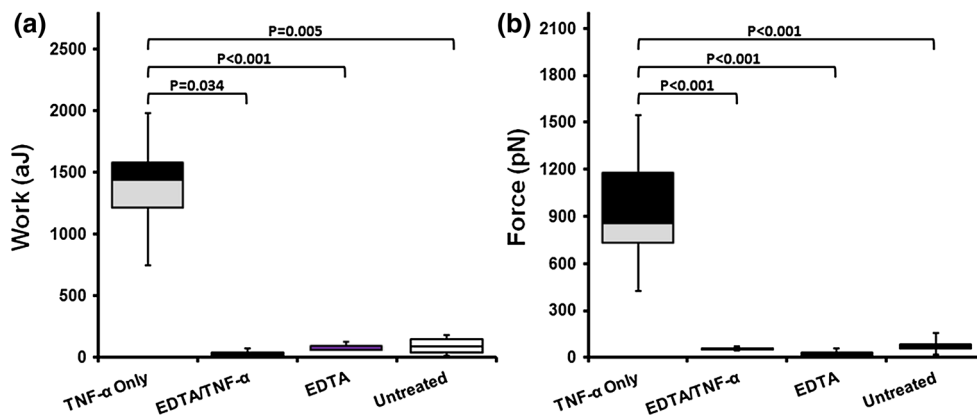 (a)
Work (aJ)
2500
2000
1500
1000
500
0
P=0.005
P<0.001
P=0.034
TNF-α Only
EDTA/TNF-α
EDTA
Untreated
(b)
Force (pN)
2100
1800
1500
1200
900
600
300
0
P<0.001
P<0.001
P<0.001
TNF-α Only
EDTA/TNF-α
EDTA
Untreated